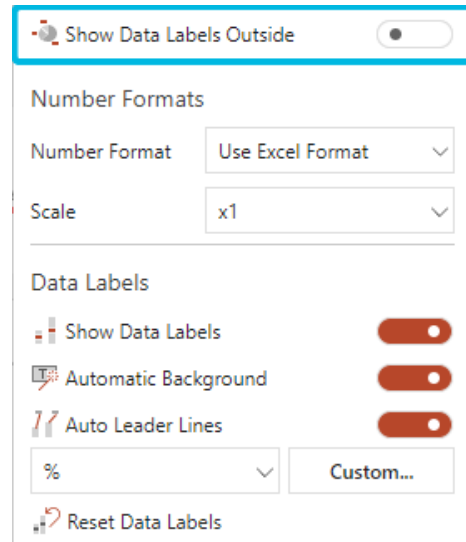 Show Data Labels Outside
Number Formats
Number Format Use Excel Format
Scale x1
Data Labels
Show Data Labels
Automatic Background
Auto Leader Lines
% Custom...
Reset Data Labels